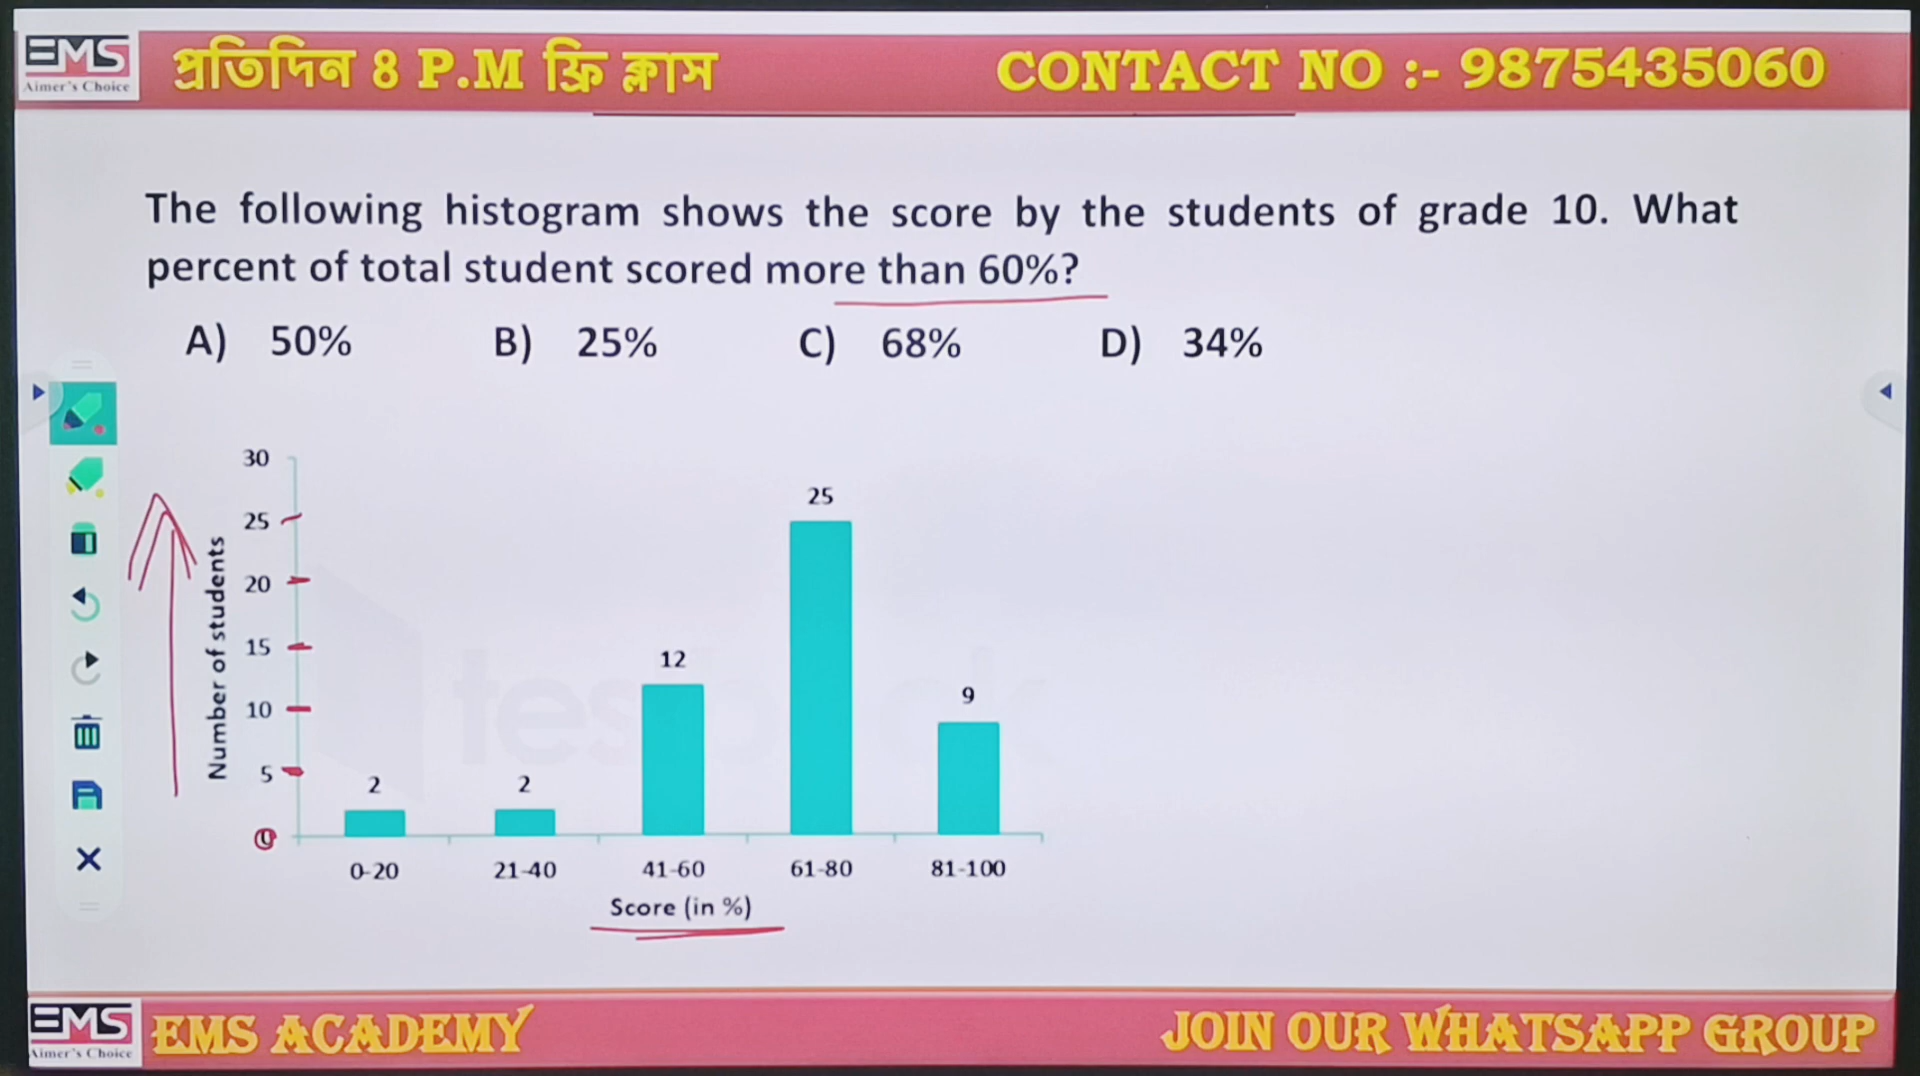 EMS
Aimer's Choice
প্রতিদিন 8 P.M ফ্রি ক্লাস
CONTACT NO :- 9875435060
The following histogram shows the score by the students of grade 10. What
percent of total student scored more than 60%?
A) 50% B) 25% C) 68% D) 34%
30
25
20
15
10
5
0
Number of students
2
2
12
25
9
0-20
21-40
41-60
61-80
81-100
Score (in %)
EMS
Aimer's Choice
EMS ACADEMY
JOIN OUR WHATSAPP GROUP